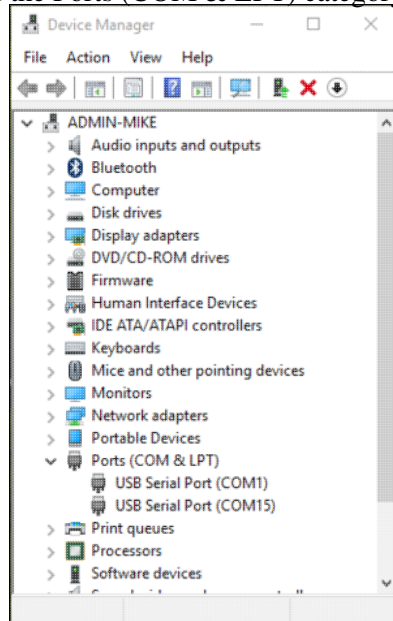 the Ports (COM & LPT) category
Device Manager
File Action View Help
ADMIN-MIKE
Audio inputs and outputs
Bluetooth
Computer
Disk drives
Display adapters
DVD/CD-ROM drives
Firmware
Human Interface Devices
IDE ATA/ATAPI controllers
Keyboards
Mice and other pointing devices
Monitors
Network adapters
Portable Devices
Ports (COM & LPT)
USB Serial Port (COM1)
USB Serial Port (COM15)
Print queues
Processors
Software devices